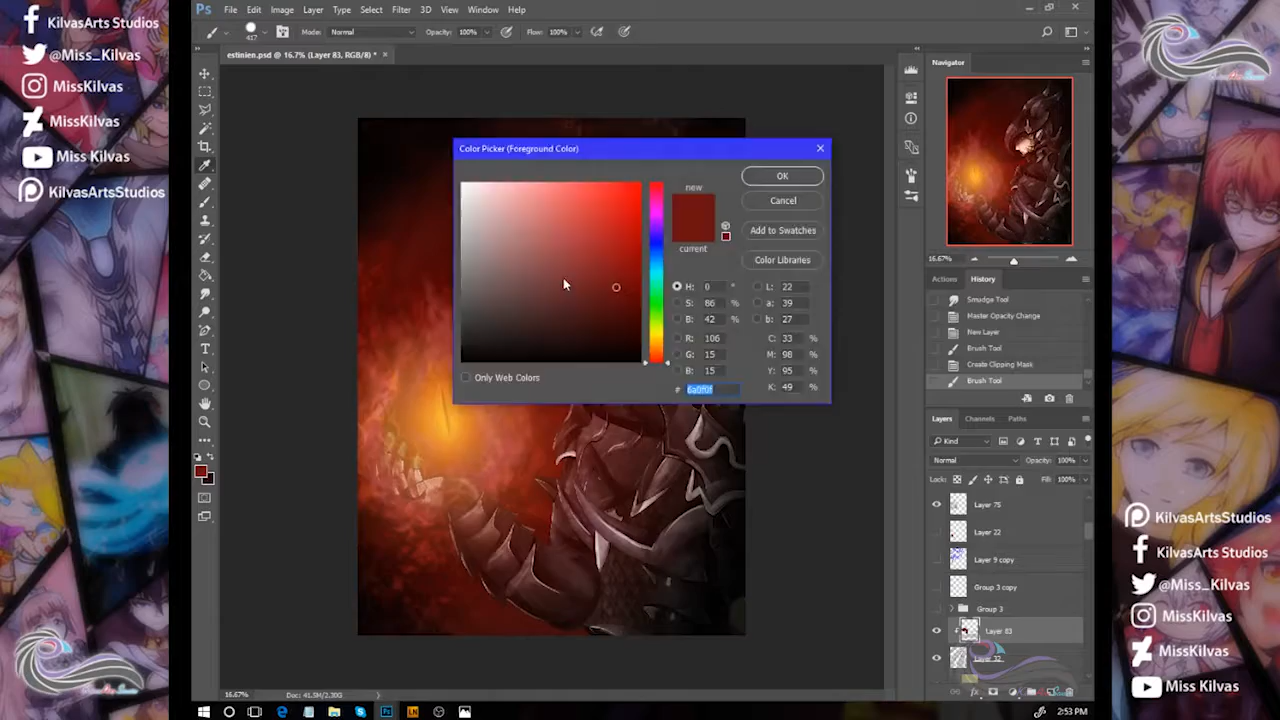 KilvasArts Studios
@Miss_Kilvas
MissKilvas
MissKilvas
Miss Kilvas
KilvasArtsStudios
Ps File Edit Image Layer Type Select Filter 3D View Window Help
417 Mode: Normal Opacity: 100% Flow: 100%
estinien.psd @ 16.7% (Layer 83, RGB/8) *
Color Picker (Foreground Color)
new
current
OK
Cancel
Add to Swatches
Color Libraries
H: 0 °
S: 86 %
B: 42 %
R: 106
G: 15
B: 15
# 6a0f0f
L: 22
a: 39
b: 27
C: 33 %
M: 98 %
Y: 95 %
K: 49 %
Only Web Colors
Navigator
16.67%
Actions History
Smudge Tool
Master Opacity Change
New Layer
Brush Tool
Create Clipping Mask
Brush Tool
Layers Channels Paths
Kind
Normal Opacity: 100%
Lock: Fill: 100%
Layer 75
Layer 22
Layer 9 copy
Group 3 copy
Group 3
Layer 83
Layer 32
16.67% Doc: 41.5M/2.30G
2:53 PM
KilvasArtsStudios
KilvasArts Studios
@Miss_Kilvas
MissKilvas
MissKilvas
Miss Kilvas